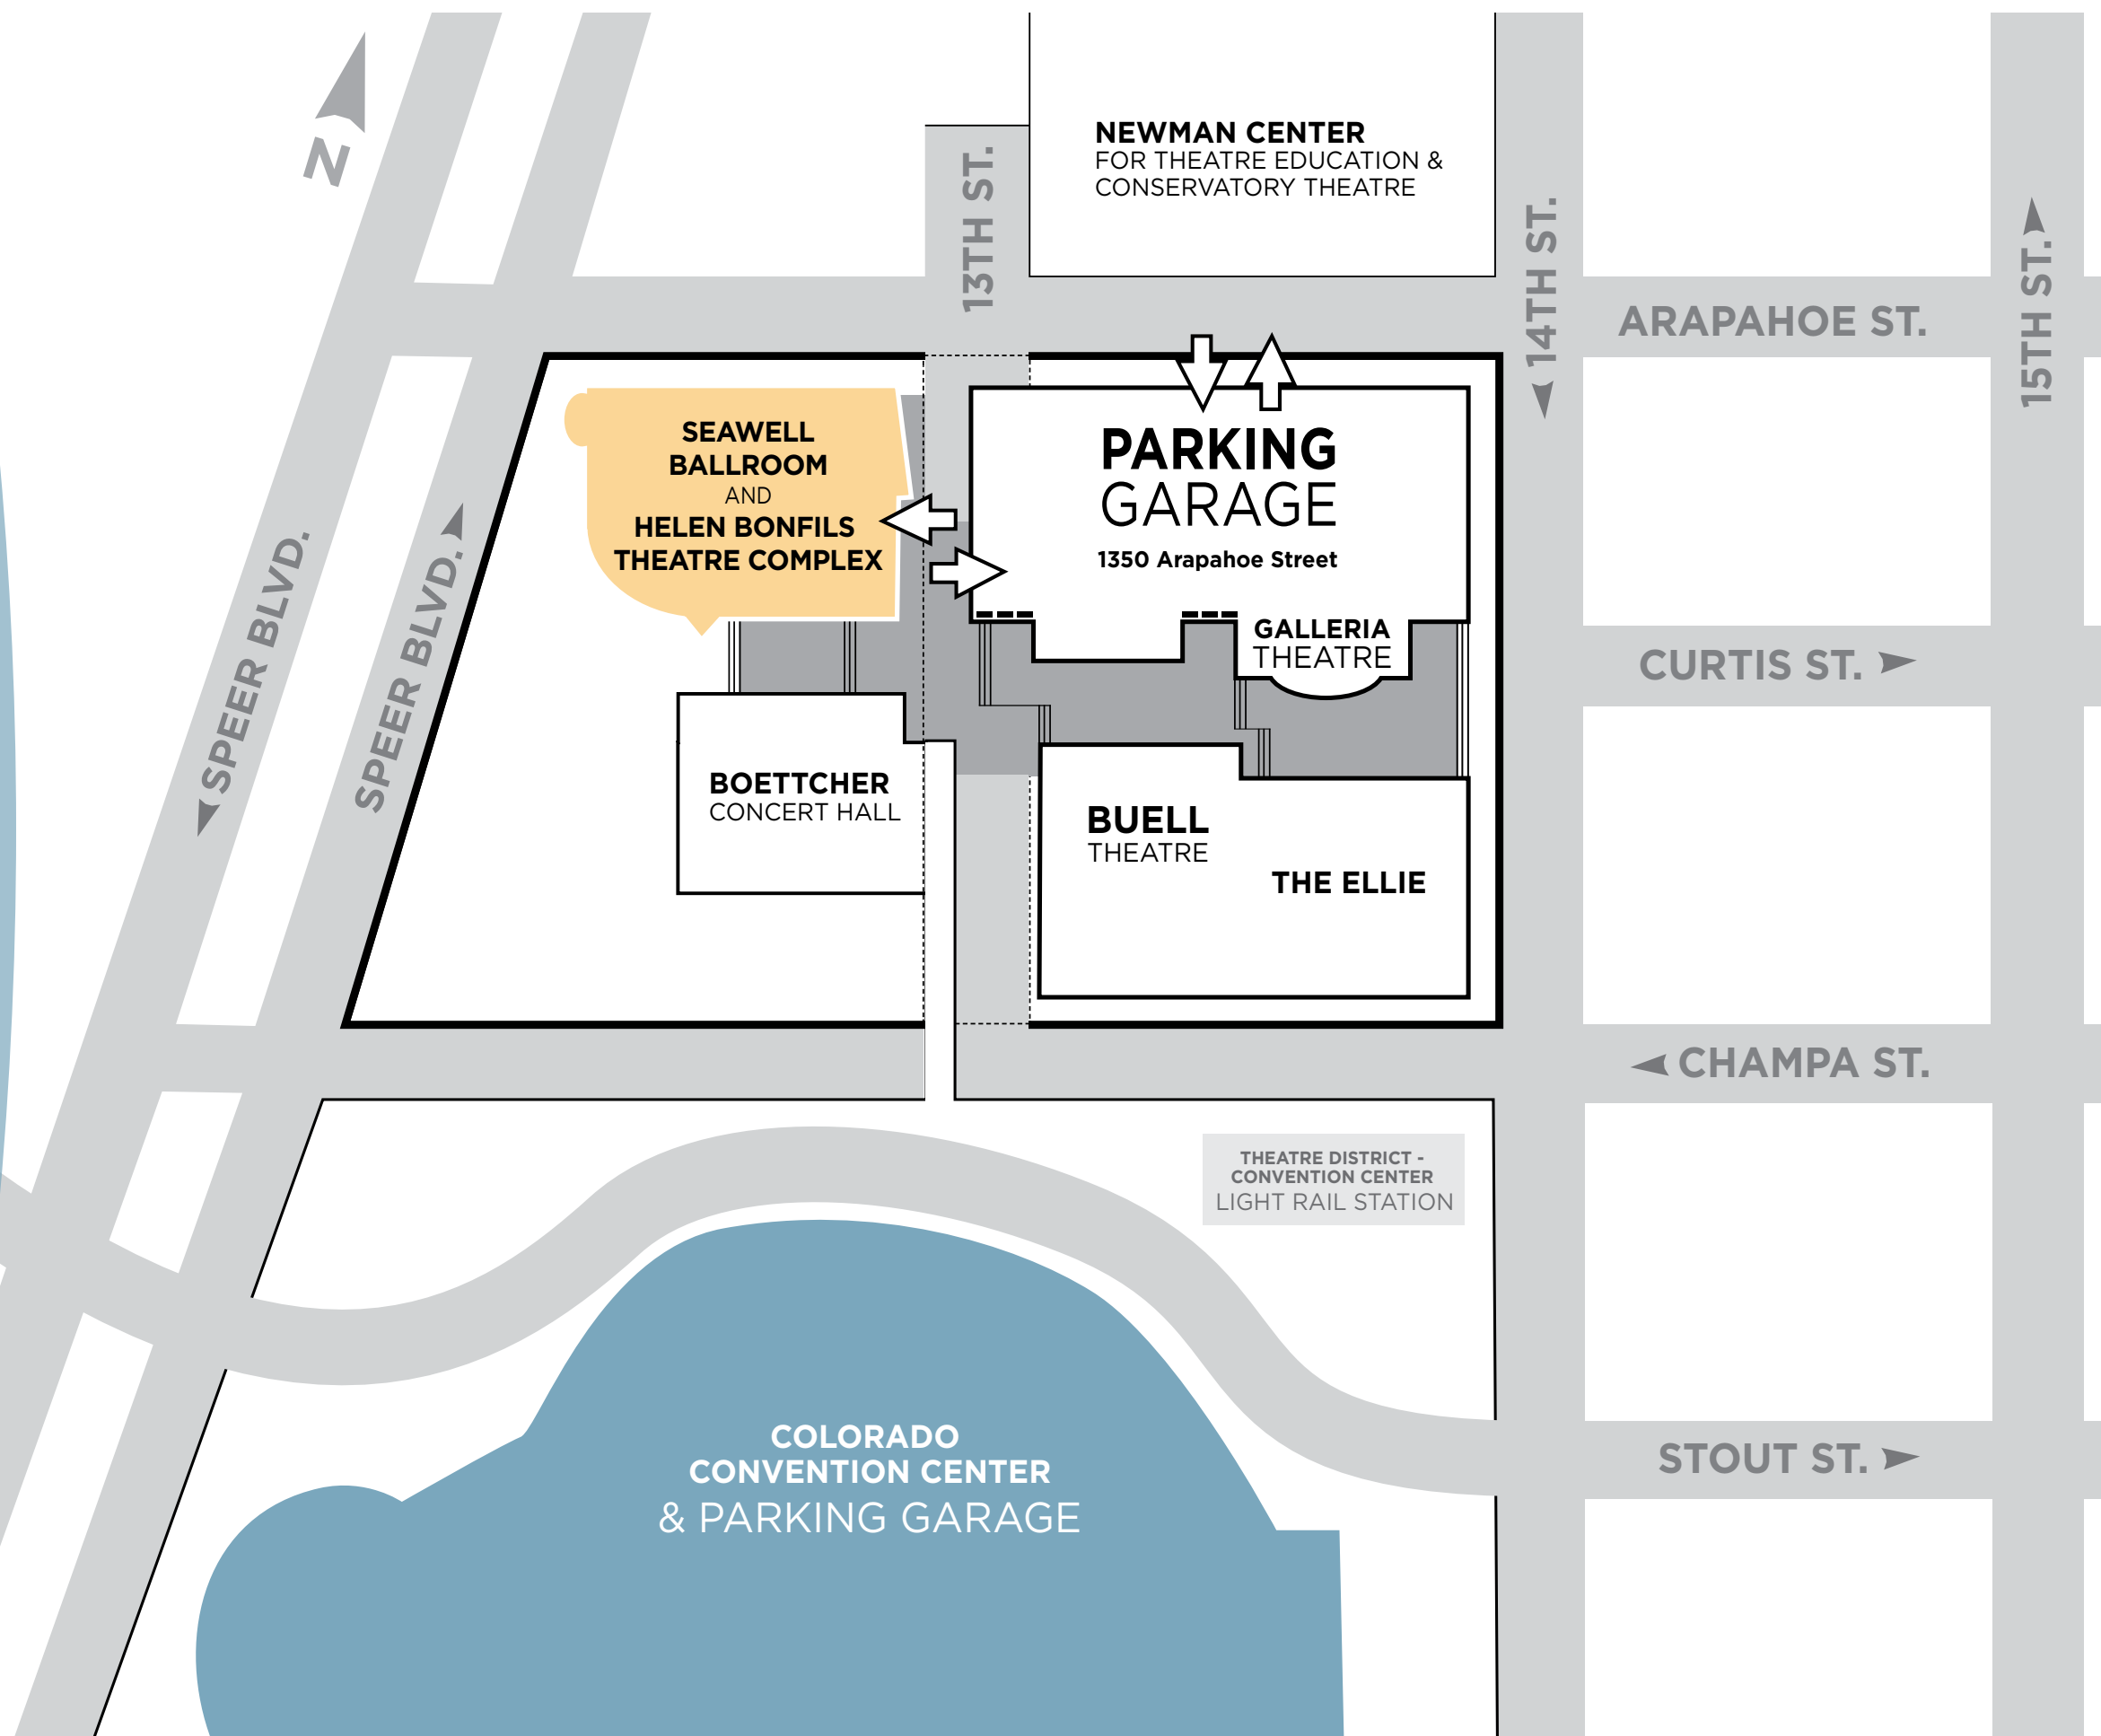 N
NEWMAN CENTER
FOR THEATRE EDUCATION &
CONSERVATORY THEATRE
13TH ST.
14TH ST.
15TH ST.
ARAPAHOE ST.
SEAWELL
BALLROOM
AND
HELEN BONFILS
THEATRE COMPLEX
PARKING
GARAGE
1350 Arapahoe Street
SPEER BLVD.
SPEER BLVD.
GALLERIA
THEATRE
CURTIS ST.
BOETTCHER
CONCERT HALL
BUELL
THEATRE
THE ELLIE
CHAMPA ST.
THEATRE DISTRICT -
CONVENTION CENTER
LIGHT RAIL STATION
COLORADO
CONVENTION CENTER
& PARKING GARAGE
STOUT ST.